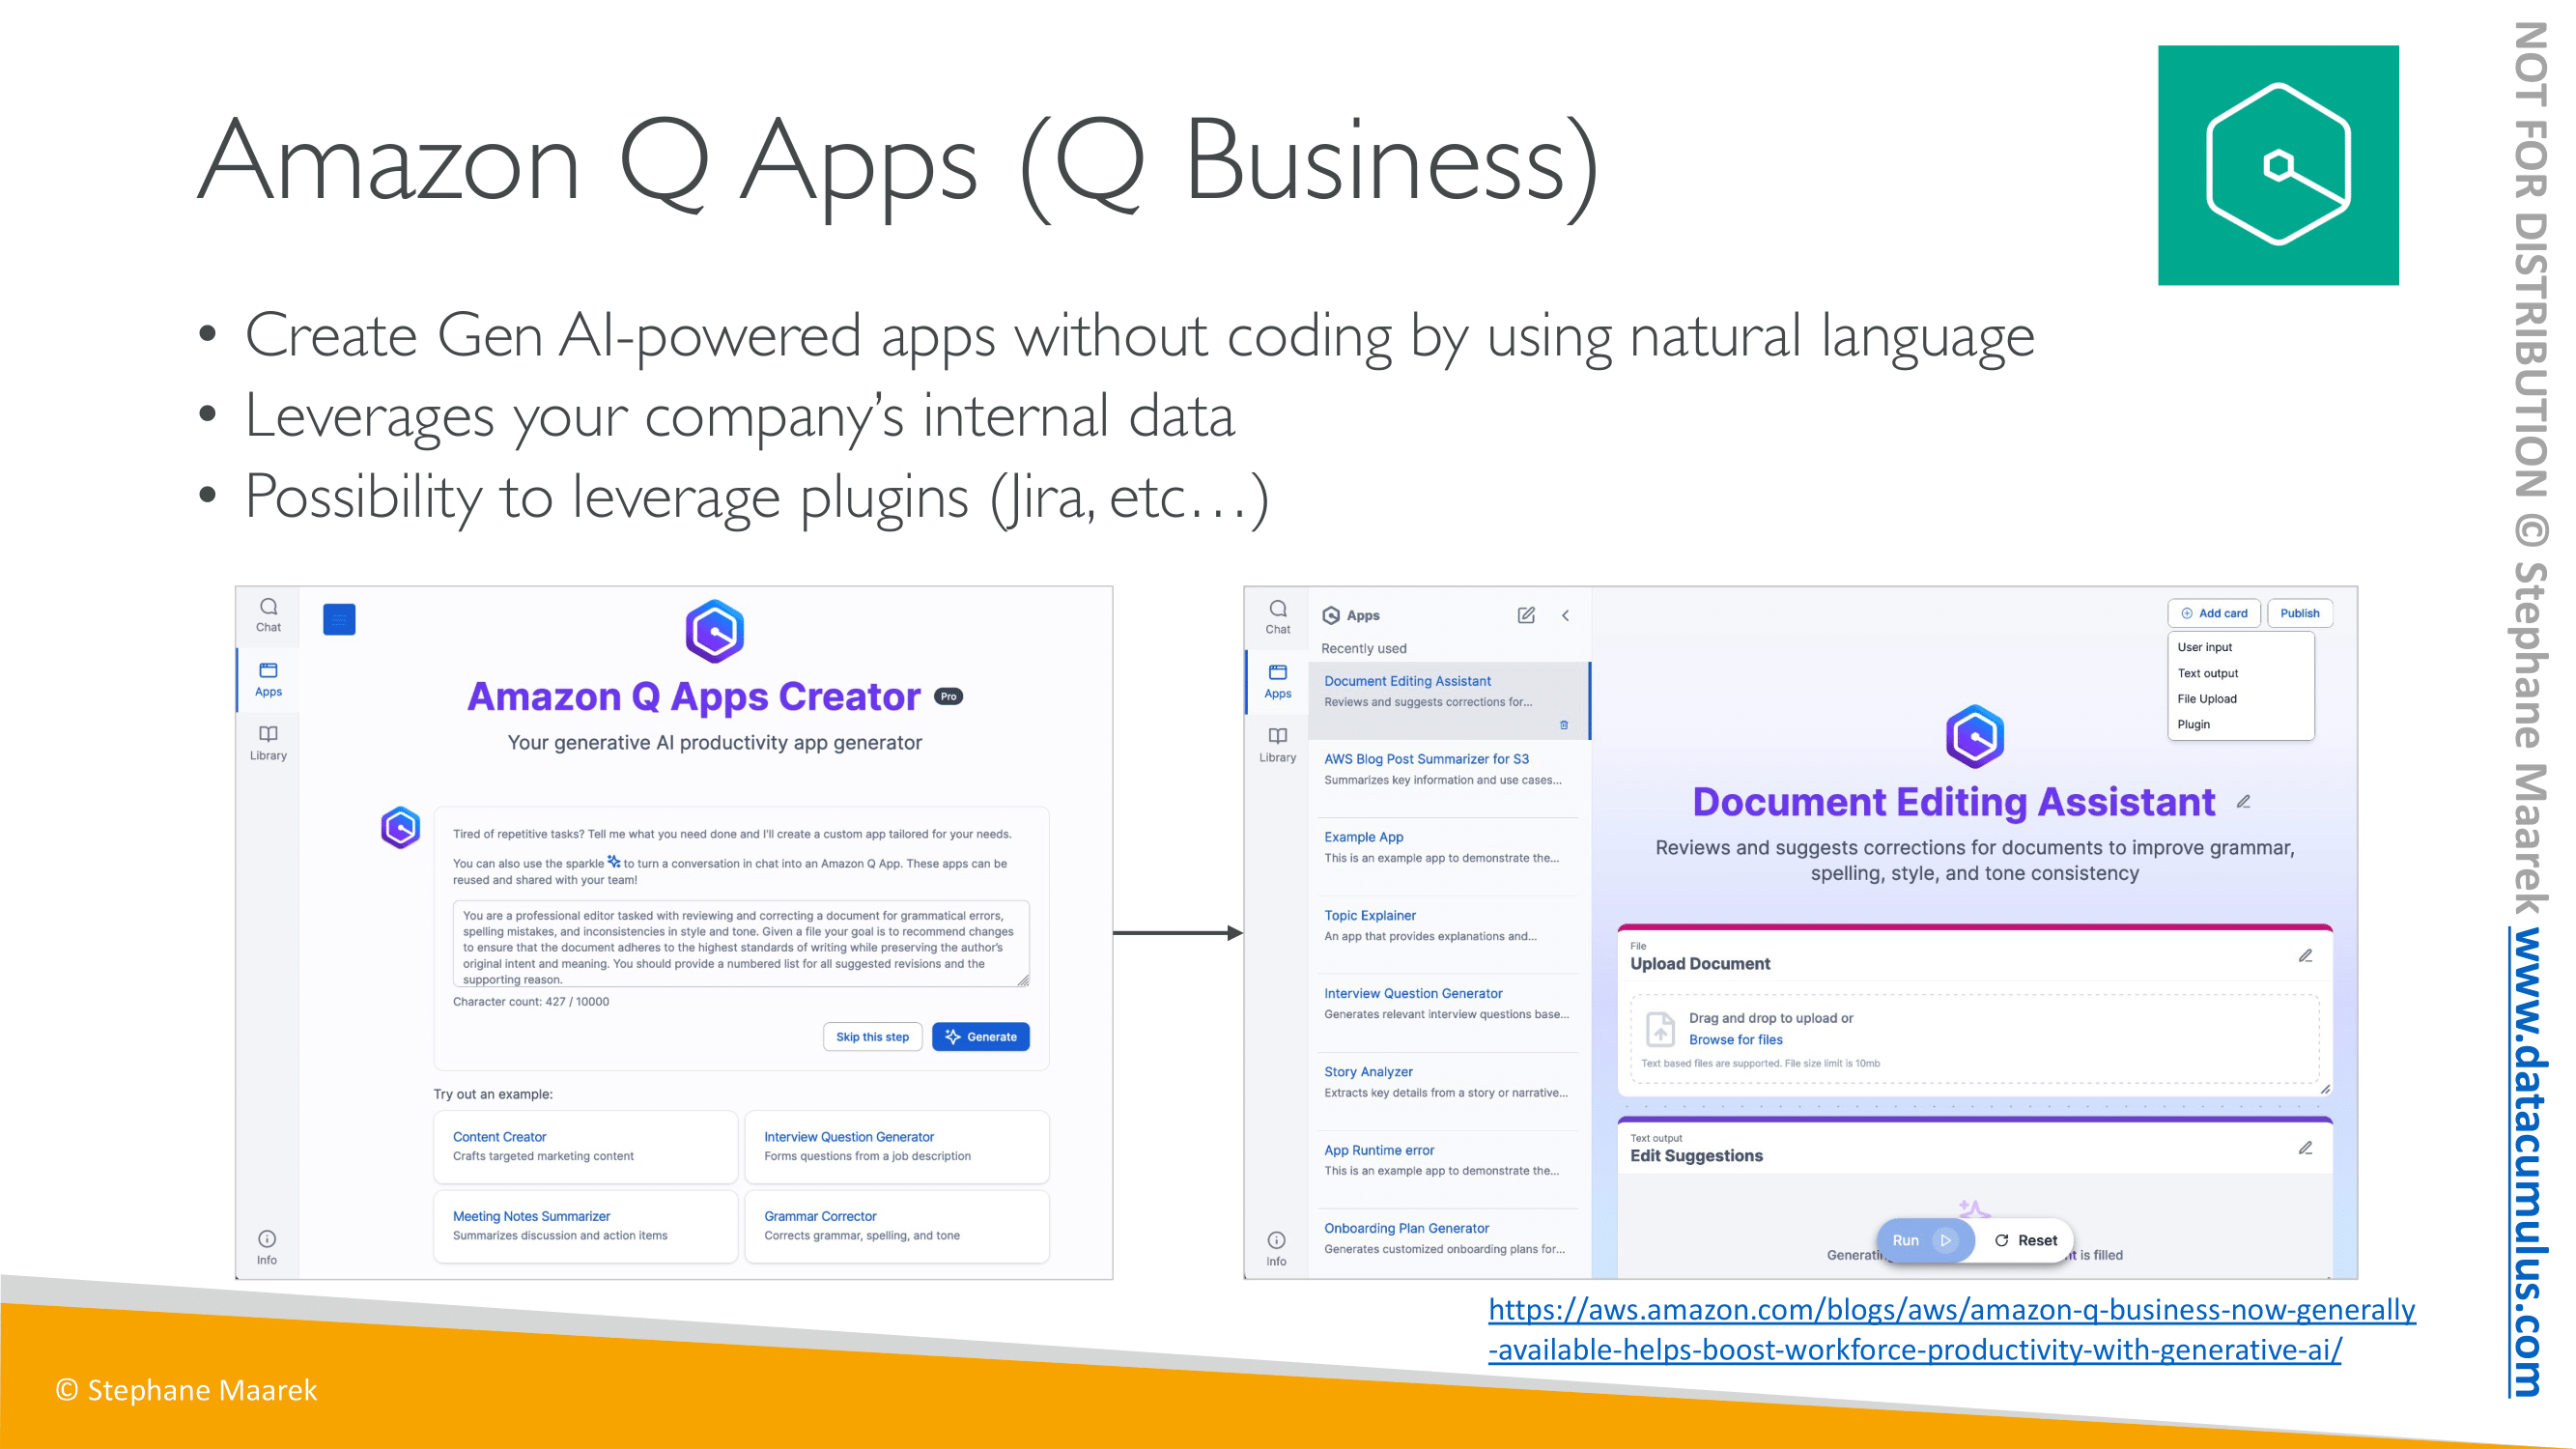 Amazon Q Apps (Q Business)
• Create Gen AI-powered apps without coding by using natural language
• Leverages your company’s internal data
• Possibility to leverage plugins (Jira, etc…)
Chat
Apps
Library
Info
Amazon Q Apps Creator Pro
Your generative AI productivity app generator
Tired of repetitive tasks? Tell me what you need done and I'll create a custom app tailored for your needs.
You can also use the sparkle to turn a conversation in chat into an Amazon Q App. These apps can be
reused and shared with your team!
You are a professional editor tasked with reviewing and correcting a document for grammatical errors,
spelling mistakes, and inconsistencies in style and tone. Given a file your goal is to recommend changes
to ensure that the document adheres to the highest standards of writing while preserving the author's
original intent and meaning. You should provide a numbered list for all suggested revisions and the
supporting reason.
Character count: 427 / 10000
Skip this step
Generate
Try out an example:
Content Creator
Crafts targeted marketing content
Interview Question Generator
Forms questions from a job description
Meeting Notes Summarizer
Summarizes discussion and action items
Grammar Corrector
Corrects grammar, spelling, and tone
Chat
Apps
Library
Info
Apps
Recently used
Document Editing Assistant
Reviews and suggests corrections for...
AWS Blog Post Summarizer for S3
Summarizes key information and use cases...
Example App
This is an example app to demonstrate the...
Topic Explainer
An app that provides explanations and...
Interview Question Generator
Generates relevant interview questions base...
Story Analyzer
Extracts key details from a story or narrative...
App Runtime error
This is an example app to demonstrate the...
Onboarding Plan Generator
Generates customized onboarding plans for...
Add card
Publish
User input
Text output
File Upload
Plugin
Document Editing Assistant
Reviews and suggests corrections for documents to improve grammar,
spelling, style, and tone consistency
File
Upload Document
Drag and drop to upload or
Browse for files
Text based files are supported. File size limit is 10mb
Text output
Edit Suggestions
Run
Reset
is filled
https://aws.amazon.com/blogs/aws/amazon-q-business-now-generally
-available-helps-boost-workforce-productivity-with-generative-ai/
© Stephane Maarek
NOT FOR DISTRIBUTION © Stephane Maarek www.datacumulus.com